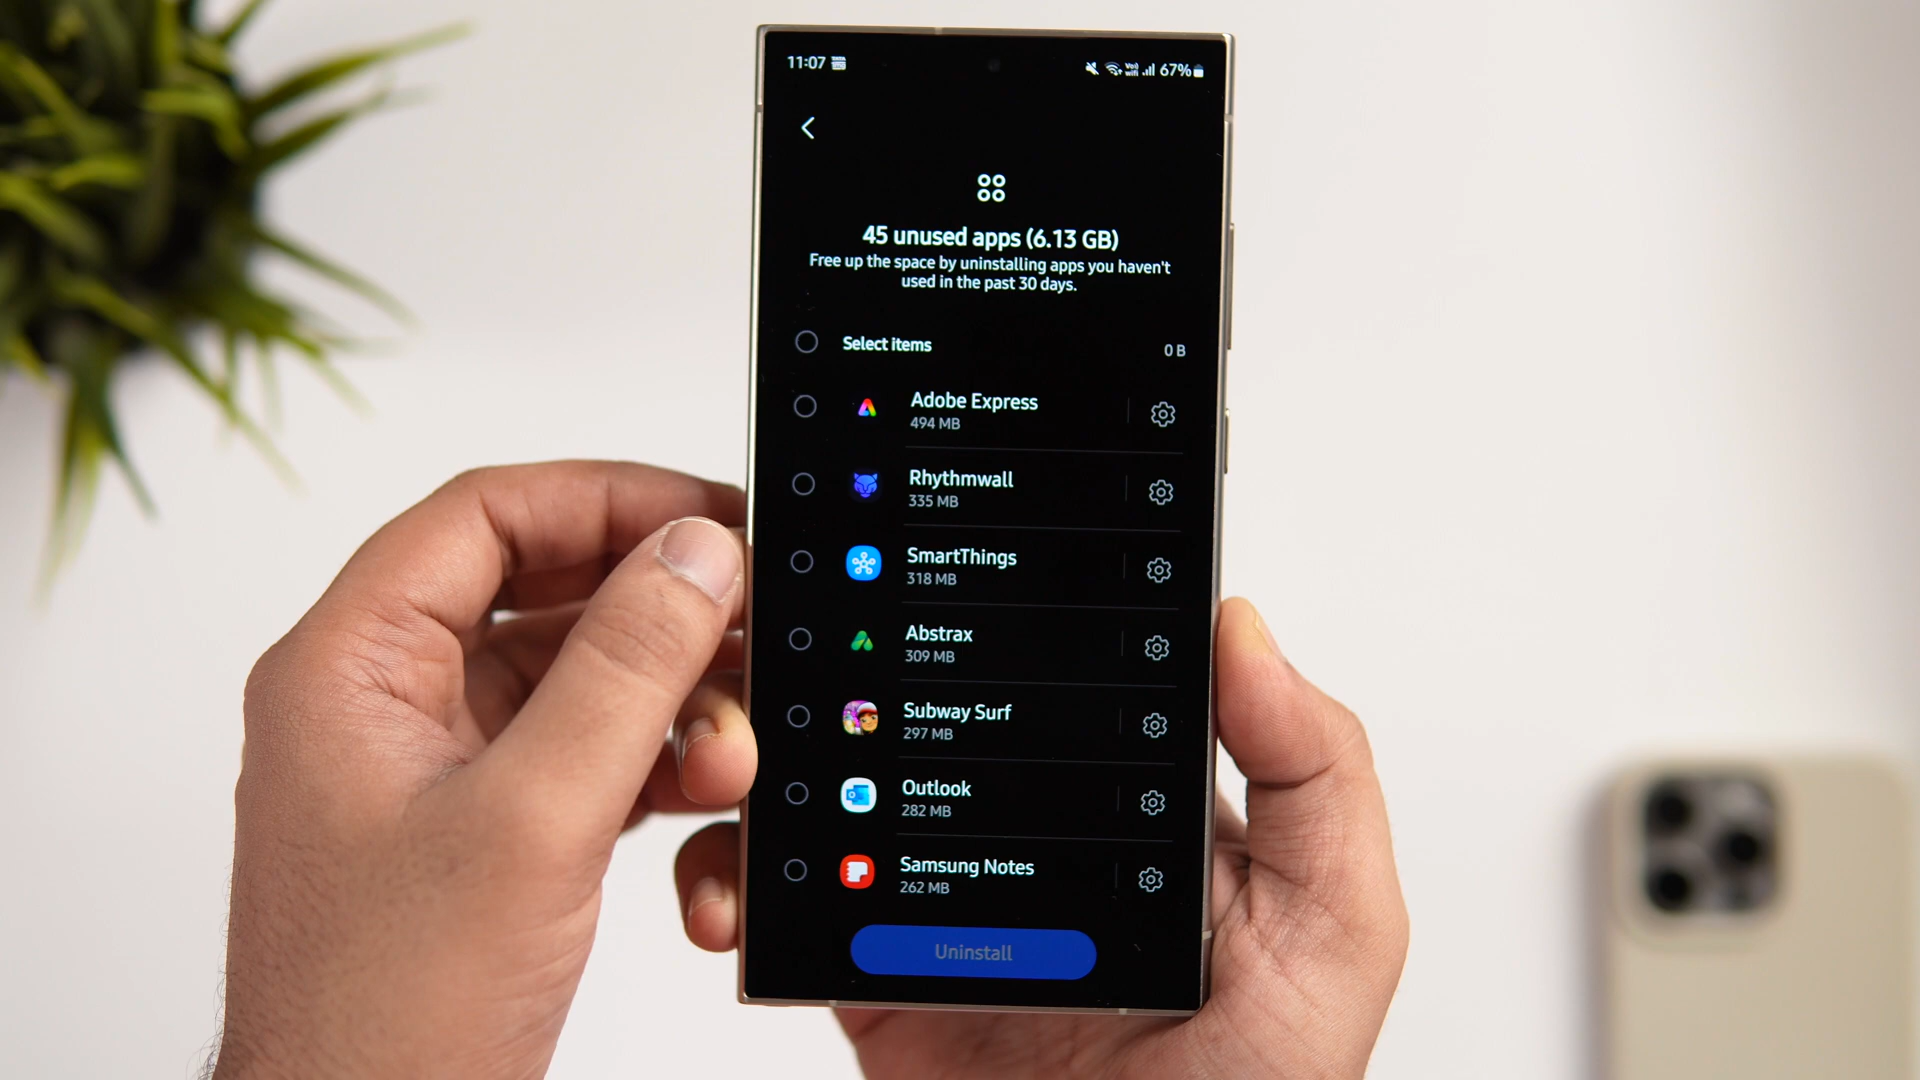 11:07
67%
45 unused apps (6.13 GB)
Free up the space by uninstalling apps you haven't
used in the past 30 days.
Select items
0 B
Adobe Express
494 MB
Rhythmwall
335 MB
SmartThings
318 MB
Abstrax
309 MB
Subway Surf
297 MB
Outlook
282 MB
Samsung Notes
262 MB
Uninstall